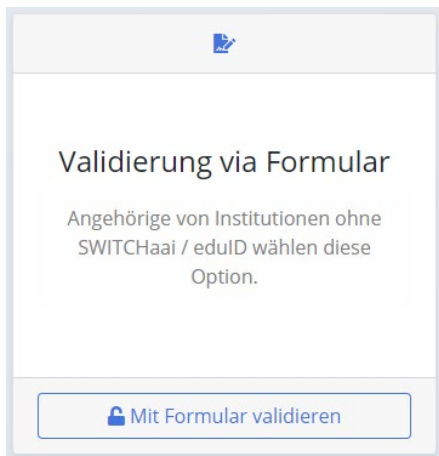 Validierung via Formular
Angehörige von Institutionen ohne
SWITCHaai / eduID wählen diese
Option.
Mit Formular validieren